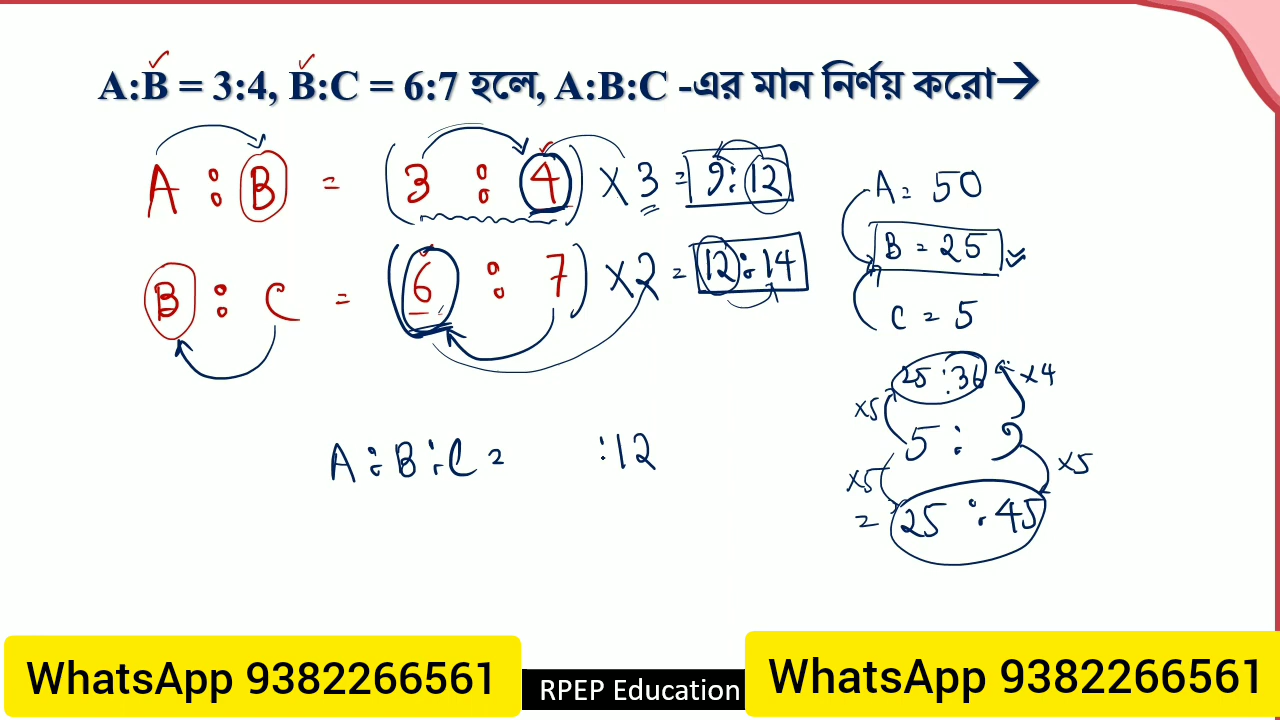 A:B = 3:4, B:C = 6:7 হলে, A:B:C -এর মান নির্ণয় করো→
A : B = (3 : 4) × 3 = 9:12
B : C = (6 : 7) × 2 = 12:14
A:B:C = :12
A = 50
B = 25
C = 5
25:36 ×4
×5
5 : 9
×5 ×5
= 25 : 45
WhatsApp 9382266561
RPEP Education
WhatsApp 9382266561